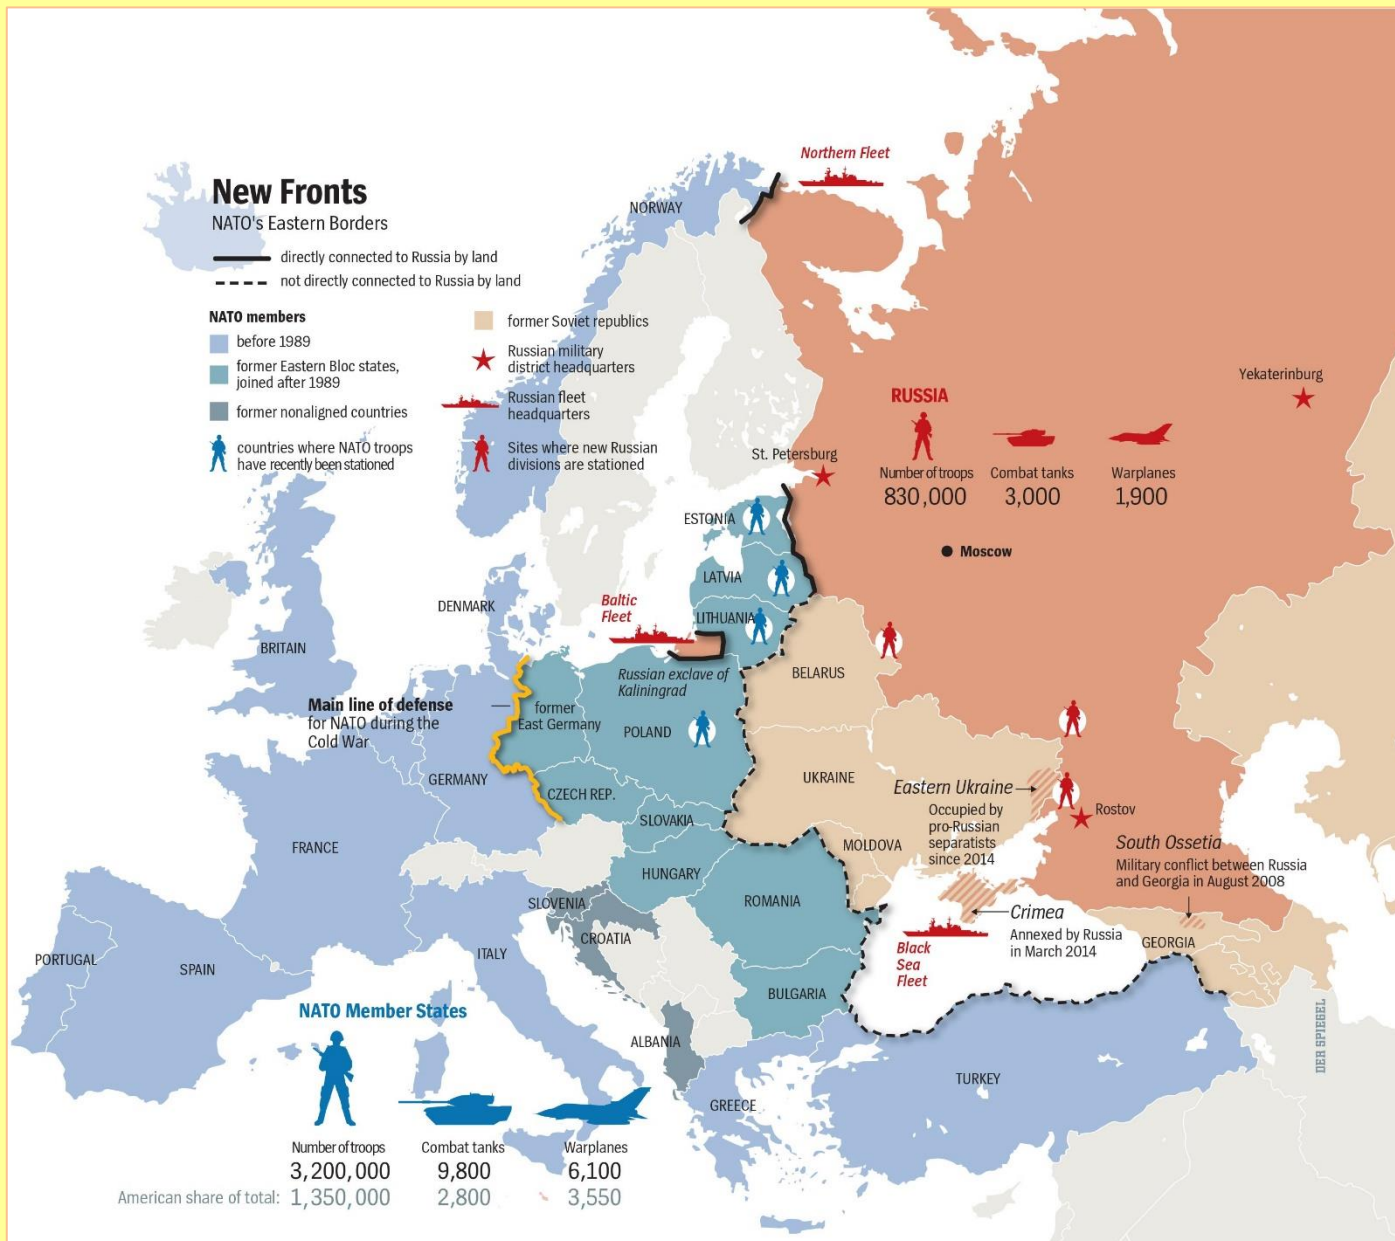 New Fronts
NATO's Eastern Borders
directly connected to Russia by land
not directly connected to Russia by land
NATO members
before 1989
former Eastern Bloc states,
joined after 1989
former nonaligned countries
countries where NATO troops
have recently been stationed
former Soviet republics
Russian military
district headquarters
Russian fleet
headquarters
Sites where new Russian
divisions are stationed
Northern Fleet
NORWAY
Yekaterinburg
RUSSIA
Number of troops
830,000
Combat tanks
3,000
Warplanes
1,900
St. Petersburg
Moscow
ESTONIA
LATVIA
LITHUANIA
Baltic
Fleet
DENMARK
BRITAIN
Russian exclave of
Kaliningrad
BELARUS
Main line of defense
for NATO during the
Cold War
former
East Germany
POLAND
GERMANY
CZECH REP.
UKRAINE
Eastern Ukraine
Occupied by
pro-Russian
separatists
since 2014
Rostov
SLOVAKIA
MOLDOVA
South Ossetia
Military conflict between Russia
and Georgia in August 2008
FRANCE
HUNGARY
SLOVENIA
ROMANIA
CROATIA
Crimea
Annexed by Russia
in March 2014
GEORGIA
Black
Sea
Fleet
PORTUGAL
SPAIN
ITALY
BULGARIA
ALBANIA
GREECE
TURKEY
DER SPIEGEL
NATO Member States
Number of troops
3,200,000
Combat tanks
9,800
Warplanes
6,100
American share of total: 1,350,000 2,800 3,550